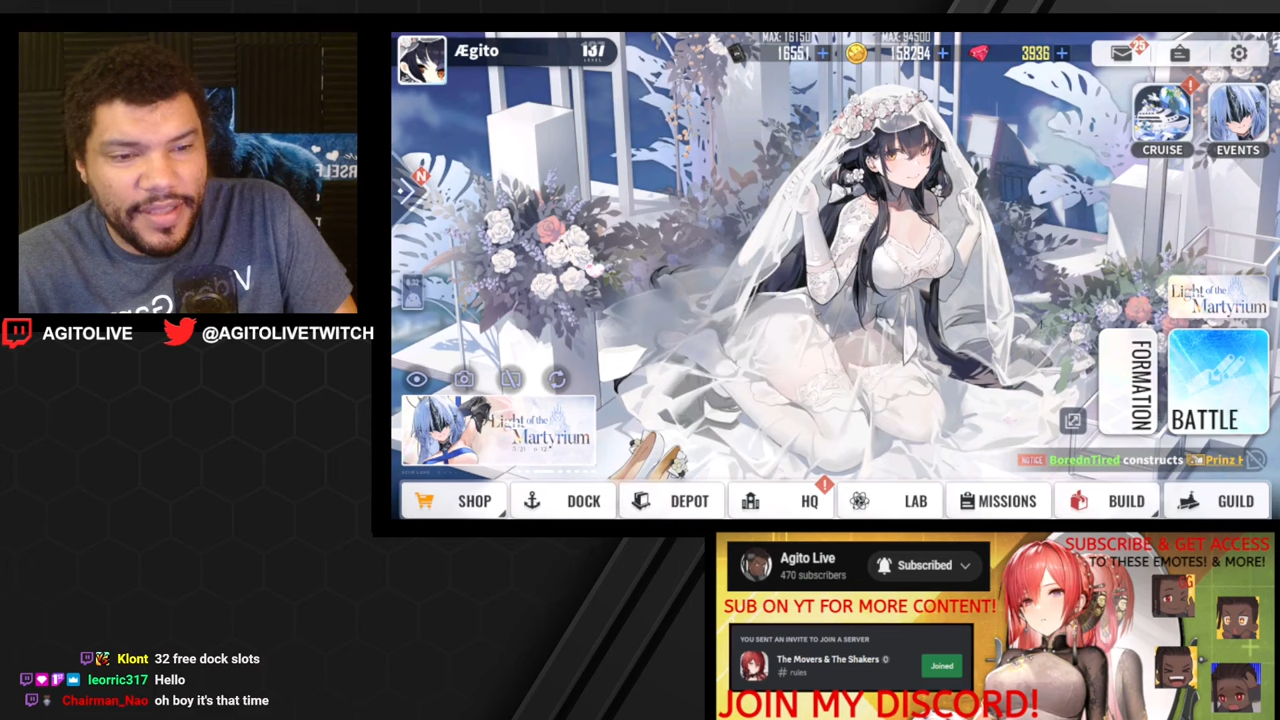 Ægito
137
LEVEL
MAX: 16150
16551
MAX: 94500
158294
3936
25
CRUISE
EVENTS
N
Light of the
Martyrium
FORMATION
BATTLE
Light of the
Martyrium
NOTICE BorednTired constructs Prinz
SHOP
DOCK
DEPOT
HQ
LAB
MISSIONS
BUILD
GUILD
AGITOLIVE
@AGITOLIVETWITCH
Agito Live
470 subscribers
Subscribed
SUB ON YT FOR MORE CONTENT!
YOU SENT AN INVITE TO JOIN A SERVER
The Movers & The Shakers
# rules
Joined
JOIN MY DISCORD!
SUBSCRIBE & GET ACCESS
TO THESE EMOTES! & MORE!
Klont 32 free dock slots
leorric317 Hello
Chairman_Nao oh boy it's that time